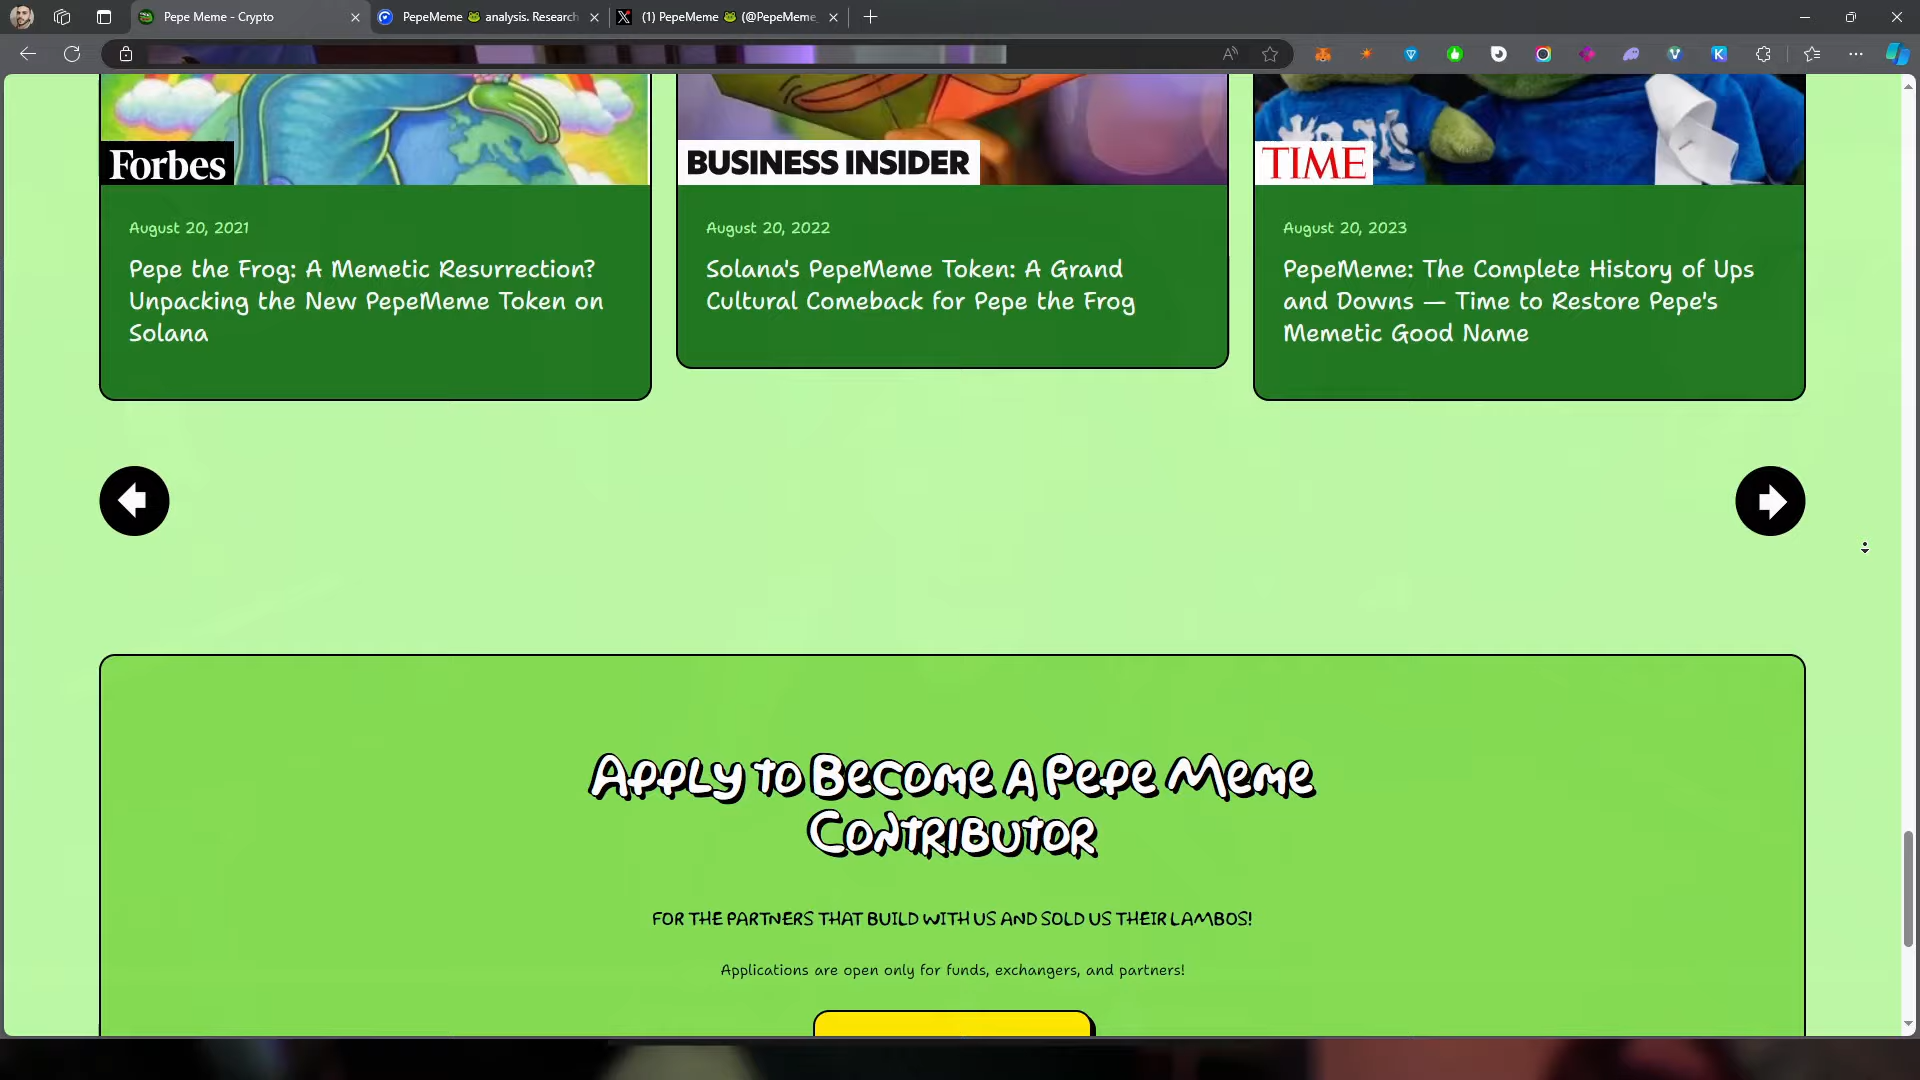 Pepe Meme - Crypto
PepeMeme 🐸 analysis. Research
(1) PepeMeme 🐸 (@PepeMeme_
Forbes
BUSINESS INSIDER
TIME
August 20, 2021
Pepe the Frog: A Memetic Resurrection?
Unpacking the New PepeMeme Token on
Solana
August 20, 2022
Solana's PepeMeme Token: A Grand
Cultural Comeback for Pepe the Frog
August 20, 2023
PepeMeme: The Complete History of Ups
and Downs — Time to Restore Pepe's
Memetic Good Name
Apply to Become a Pepe Meme
Contributor
FOR THE PARTNERS THAT BUILD WITH US AND SOLD US THEIR LAMBOS!
Applications are open only for funds, exchangers, and partners!